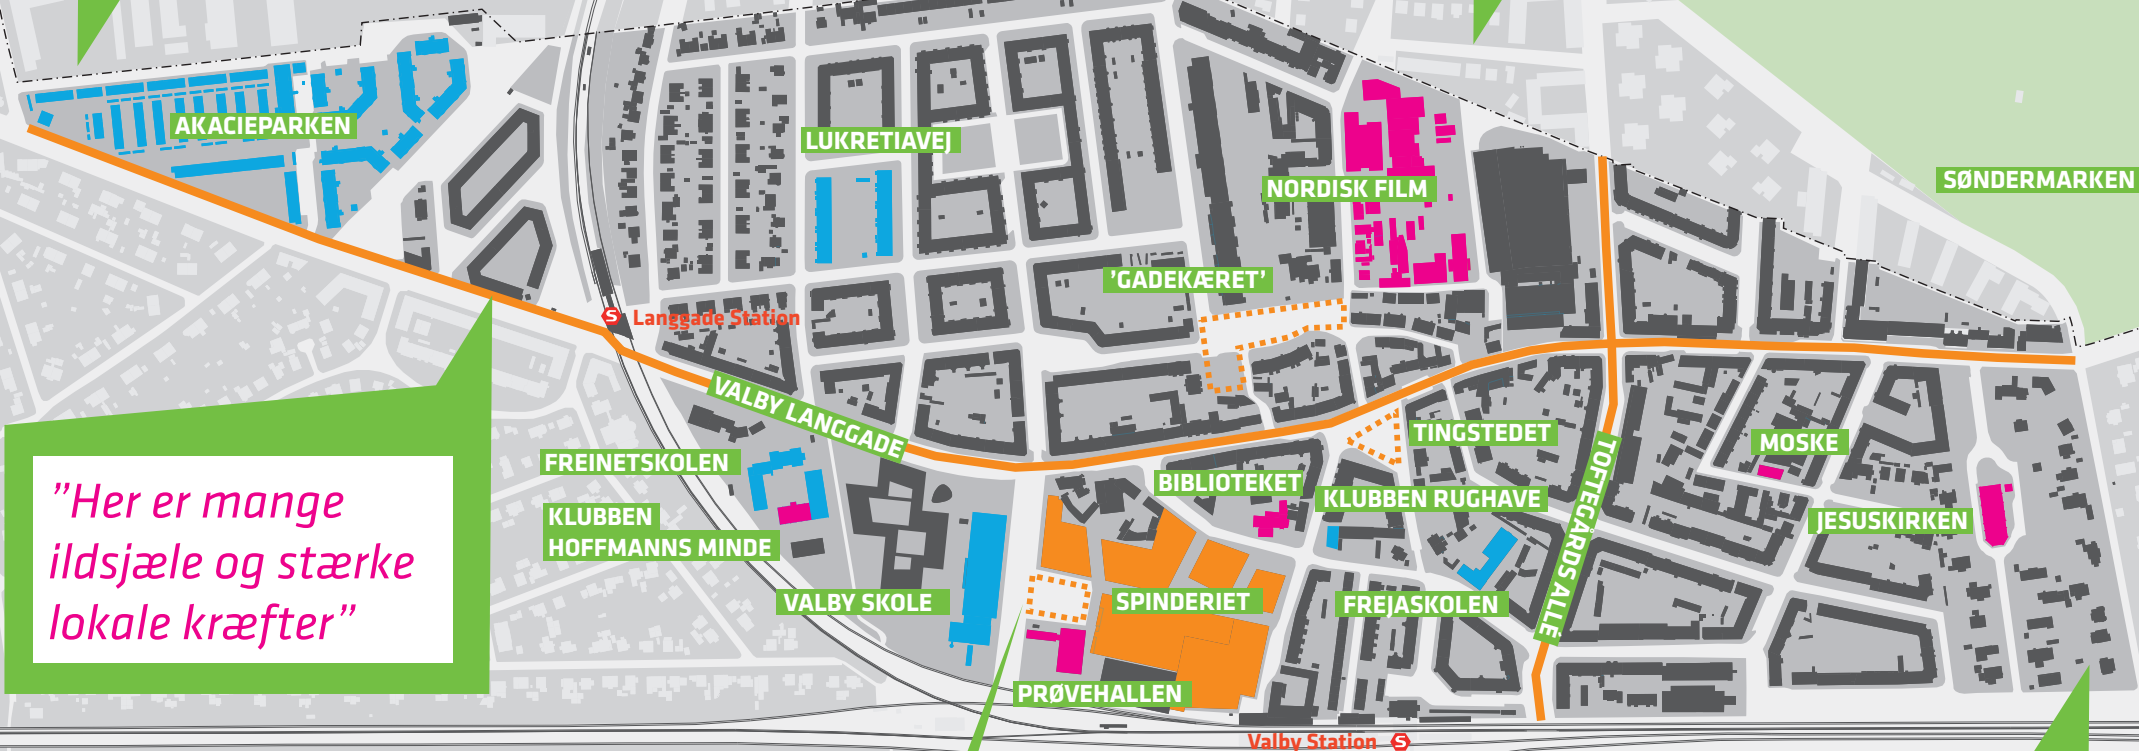 AKACIEPARKEN
LUKRETIAVEJ
NORDISK FILM
SØNDERMARKEN
'GADEKÆRET'
S Langgade Station
VALBY LANGGADE
TINGSTEDET
MOSKE
FREINETSKOLEN
BIBLIOTEKET
KLUBBEN RUGHAVE
TOFTEGÅRDS ALLÉ
JESUSKIRKEN
KLUBBEN
HOFFMANNS MINDE
"Her er mange
ildsjæle og stærke
lokale kræfter"
VALBY SKOLE
SPINDERIET
FREJASKOLEN
PRØVEHALLEN
Valby Station S